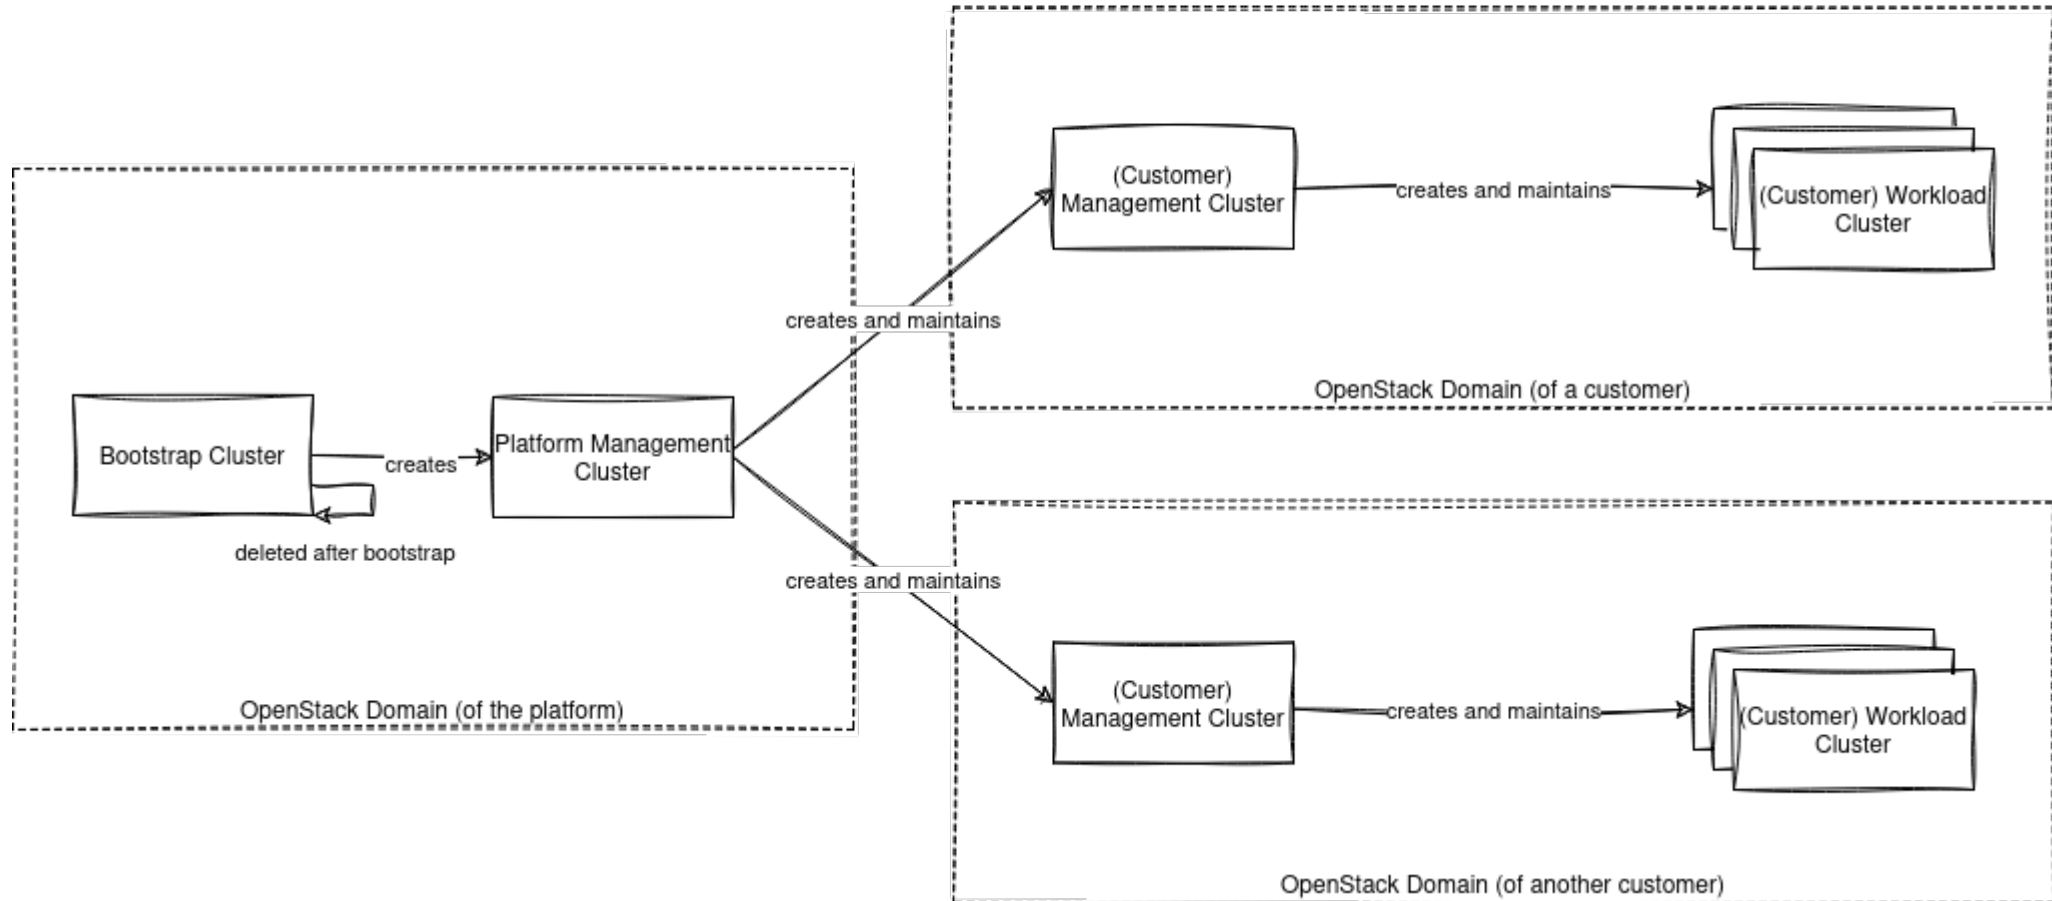 Bootstrap Cluster
creates
deleted after bootstrap
Platform Management
Cluster
OpenStack Domain (of the platform)
creates and maintains
creates and maintains
(Customer)
Management Cluster
creates and maintains
(Customer) Workload
Cluster
OpenStack Domain (of a customer)
(Customer)
Management Cluster
creates and maintains
(Customer) Workload
Cluster
OpenStack Domain (of another customer)